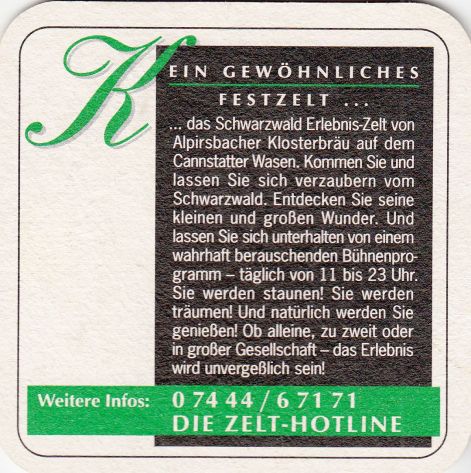 KEIN GEWÖHNLICHES
FESTZELT ...
... das Schwarzwald Erlebnis-Zelt von
Alpirsbacher Klosterbräu auf dem
Cannstatter Wasen. Kommen Sie und
lassen Sie sich verzaubern vom
Schwarzwald. Entdecken Sie seine
kleinen und großen Wunder. Und
lassen Sie sich unterhalten von einem
wahrhaft berauschenden Bühnenpro-
gramm – täglich von 11 bis 23 Uhr.
Sie werden staunen! Sie werden
träumen! Und natürlich werden Sie
genießen! Ob alleine, zu zweit oder
in großer Gesellschaft – das Erlebnis
wird unvergeßlich sein!
Weitere Infos: 0 74 44 / 6 71 71
DIE ZELT-HOTLINE